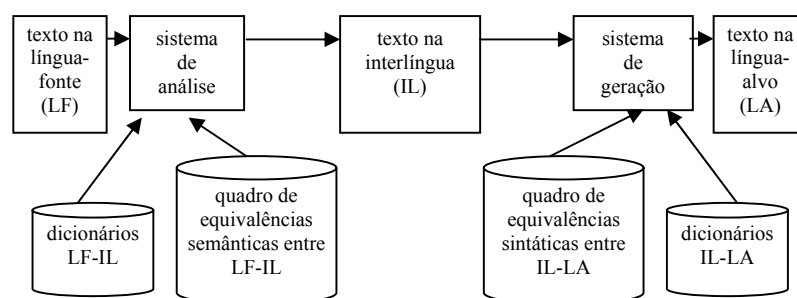 texto na
língua-
fonte
(LF)
sistema
de
análise
texto na
interlíngua
(IL)
sistema
de
geração
texto na
língua-
alvo
(LA)
dicionários
LF-IL
quadro de
equivalências
semânticas entre
LF-IL
quadro de
equivalências
sintáticas entre
IL-LA
dicionários
IL-LA